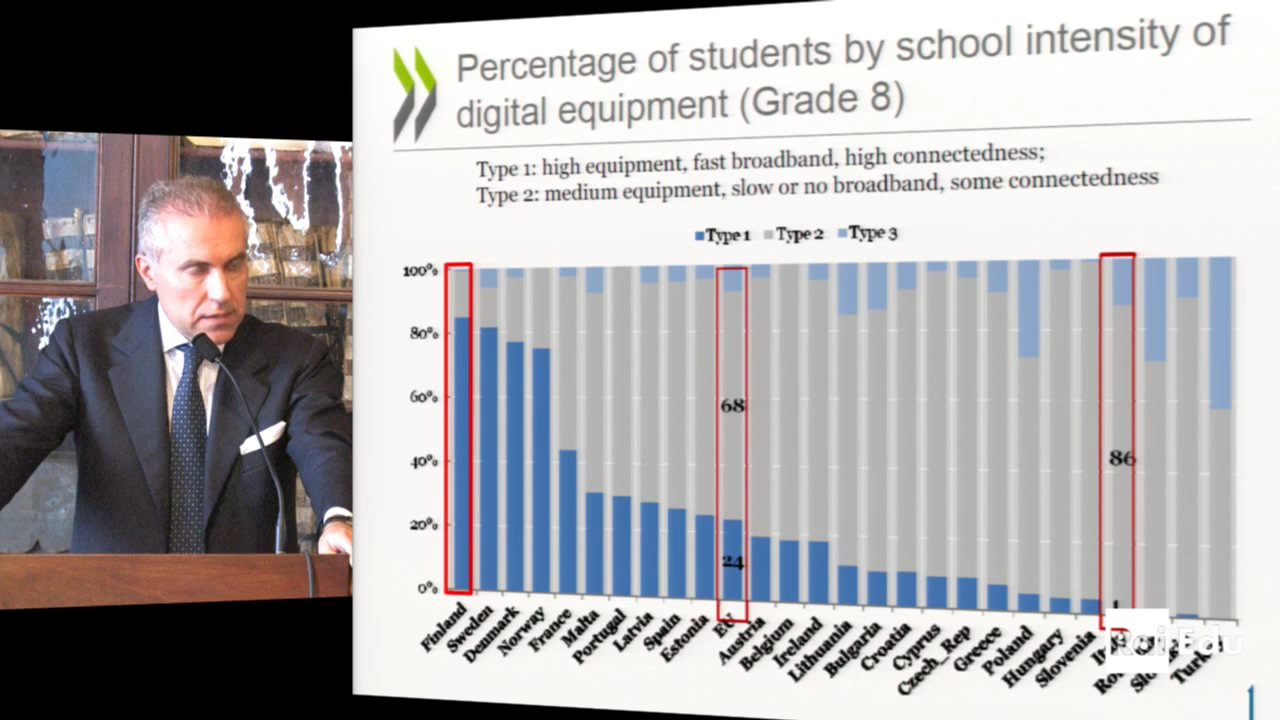 Percentage of students by school intensity of
digital equipment (Grade 8)
Type 1: high equipment, fast broadband, high connectedness;
Type 2: medium equipment, slow or no broadband, some connectedness
Type 1 Type 2 Type 3
100%
80%
60%
40%
20%
0%
68
24
86
1
Finland
Sweden
Denmark
Norway
France
Malta
Portugal
Latvia
Spain
Estonia
EU
Austria
Belgium
Ireland
Lithuania
Bulgaria
Croatia
Cyprus
Czech_Rep
Greece
Poland
Hungary
Slovenia
Rai Edu